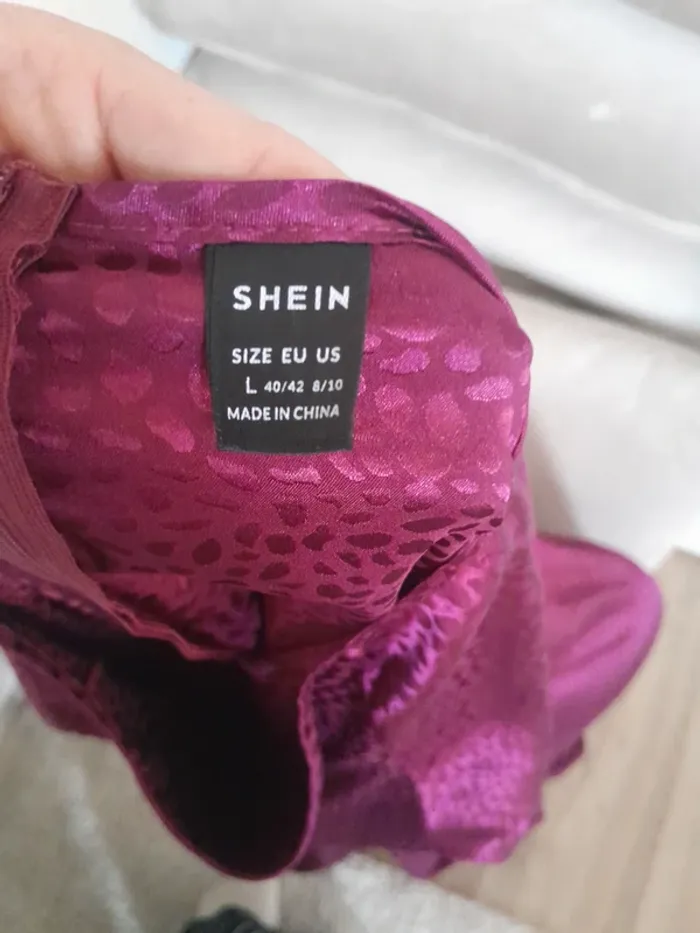 SHEIN
SIZE EU US
L 40/42 8/10
MADE IN CHINA